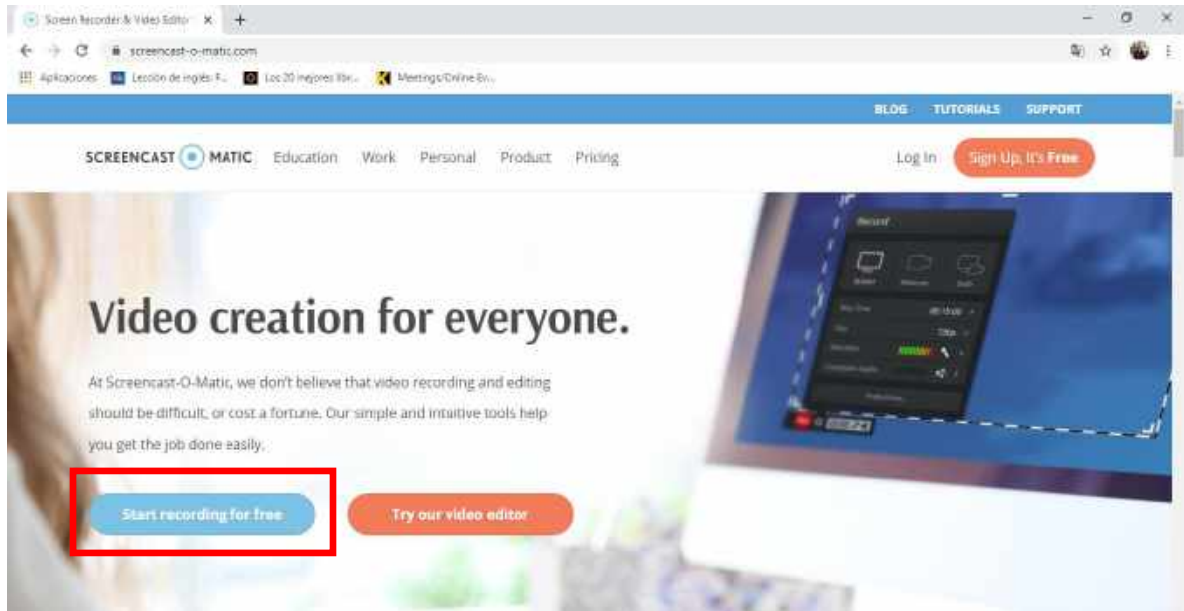 Screen Recorder & Video Editor
screencast-o-matic.com
Aplicaciones Lección de inglés: F... Los 20 mejores libr... Meetings/Online Ev...
BLOG TUTORIALS SUPPORT
SCREENCAST MATIC Education Work Personal Product Pricing Log In Sign Up, It's Free
Record
Video creation for everyone.
At Screencast-O-Matic, we don't believe that video recording and editing
should be difficult, or cost a fortune. Our simple and intuitive tools help
you get the job done easily.
Start recording for free Try our video editor